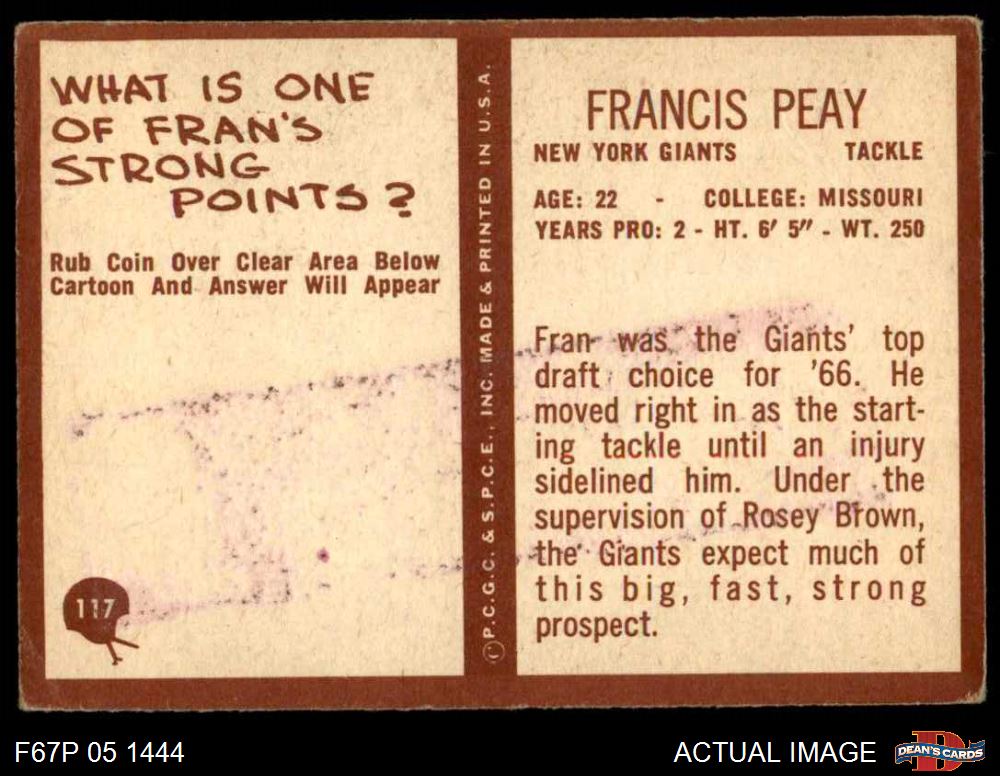 WHAT IS ONE
OF FRAN'S
STRONG
POINTS?
Rub Coin Over Clear Area Below
Cartoon And Answer Will Appear
117
© P.C.G.C. & S.P.C.E., INC. MADE & PRINTED IN U.S.A.
FRANCIS PEAY
NEW YORK GIANTS TACKLE
AGE: 22 - COLLEGE: MISSOURI
YEARS PRO: 2 - HT. 6' 5" - WT. 250
Fran was the Giants' top
draft choice for '66. He
moved right in as the start-
ing tackle until an injury
sidelined him. Under the
supervision of Rosey Brown,
the Giants expect much of
this big, fast, strong
prospect.
F67P 05 1444
ACTUAL IMAGE
D
DEAN'S CARDS